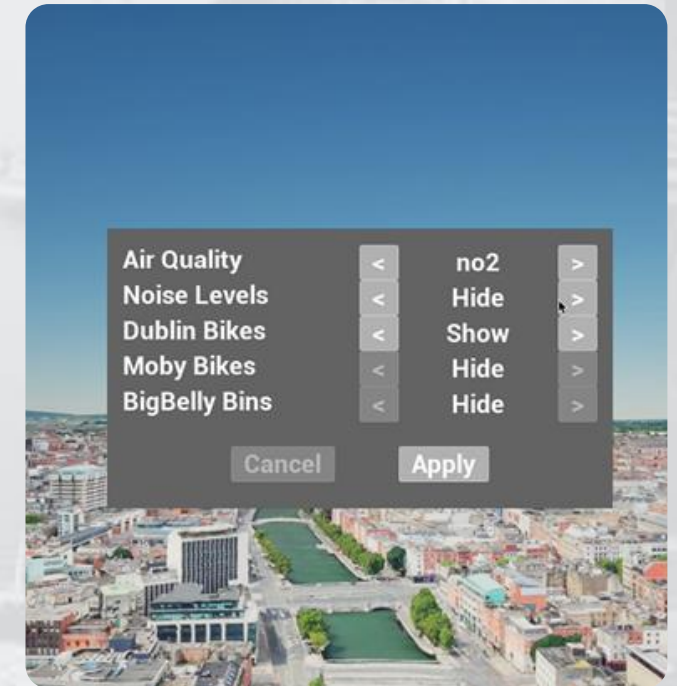 Air Quality < no2 >
Noise Levels < Hide >
Dublin Bikes < Show >
Moby Bikes < Hide >
BigBelly Bins < Hide >
Cancel Apply